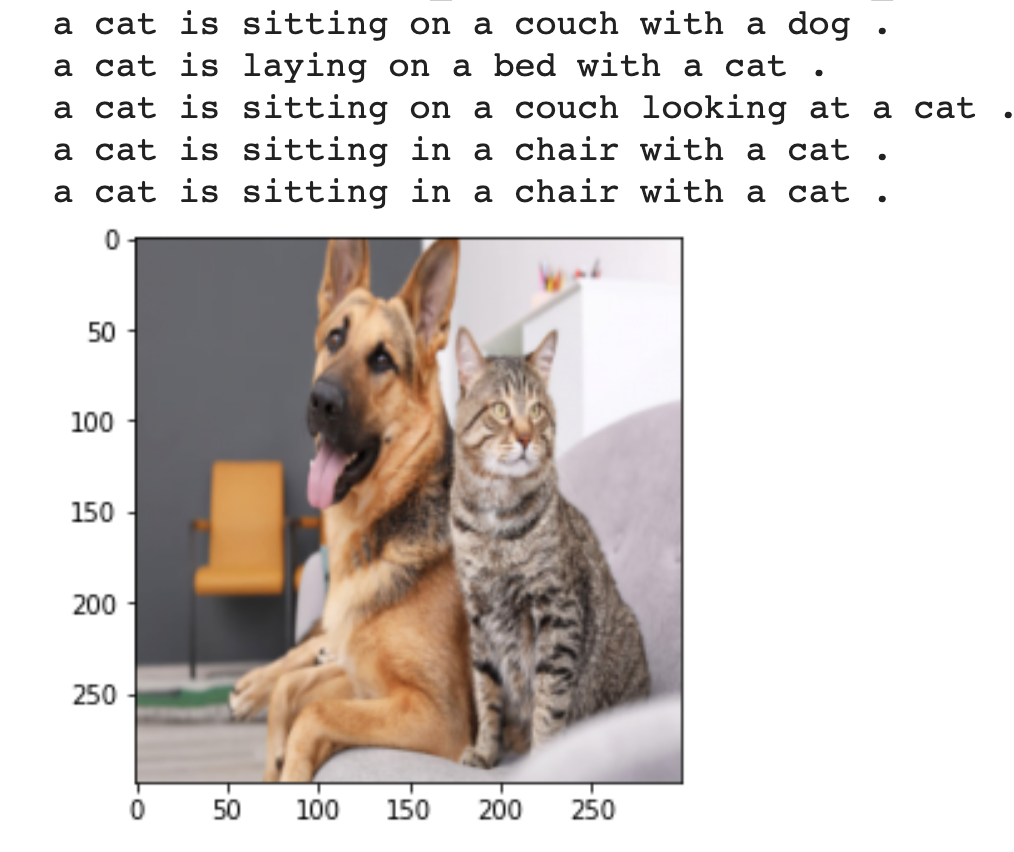 a cat is sitting on a couch with a dog .
a cat is laying on a bed with a cat .
a cat is sitting on a couch looking at a cat .
a cat is sitting in a chair with a cat .
a cat is sitting in a chair with a cat .
0
50
100
150
200
250
0 50 100 150 200 250